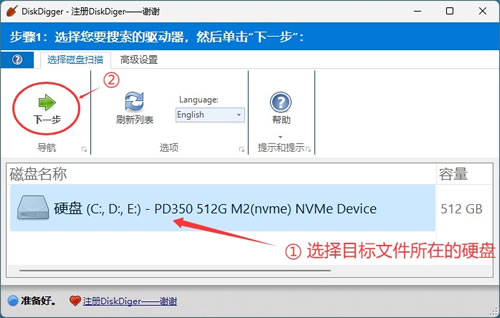 DiskDigger - 注册DiskDiger——谢谢
步骤1：选择您要搜索的驱动器，然后单击“下一步”：
选择磁盘扫描 高级设置
②
下一步
刷新列表
Language:
English
帮助
导航
选项
提示和提示
磁盘名称 容量
硬盘 (C:, D:, E:) - PD350 512G M2(nvme) NVMe Device 512 GB
① 选择目标文件所在的硬盘
准备好。 注册DiskDiger——谢谢